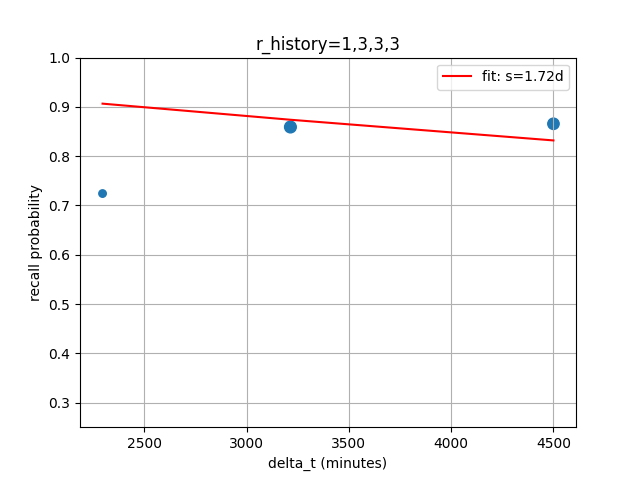 r_history=1,3,3,3
fit: s=1.72d
1.0
0.9
0.8
0.7
0.6
0.5
0.4
0.3
recall probability
2500 3000 3500 4000 4500
delta_t (minutes)